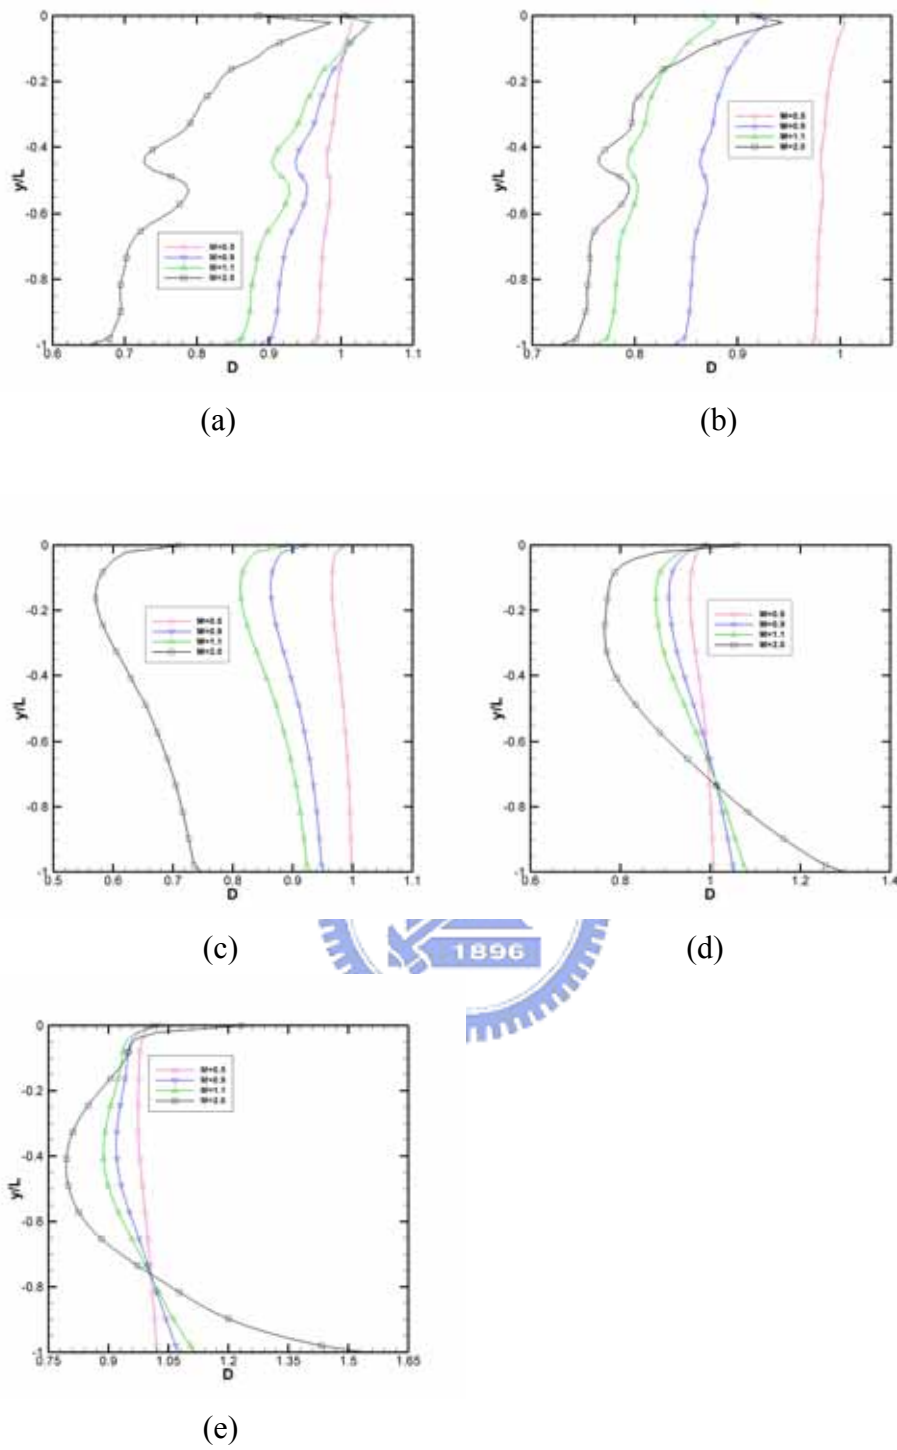 0
-0.2
-0.4
y/L
-0.6
-0.8
-1
M=0.5
M=0.9
M=1.1
M=2.0
0.6 0.7 0.8 0.9 1 1.1
D
(a)
0
-0.2
-0.4
y/L
-0.6
-0.8
-1
M=0.5
M=0.9
M=1.1
M=2.0
0.7 0.8 0.9 1
D
(b)
0
-0.2
-0.4
y/L
-0.6
-0.8
-1
M=0.5
M=0.9
M=1.1
M=2.0
0.5 0.6 0.7 0.8 0.9 1 1.1
D
(c)
0
-0.2
-0.4
y/L
-0.6
-0.8
-1
M=0.5
M=0.9
M=1.1
M=2.0
0.6 0.8 1 1.2 1.4
D
(d)
1896
0
-0.2
-0.4
y/L
-0.6
-0.8
-1
M=0.5
M=0.9
M=1.1
M=2.0
0.75 0.9 1.05 1.2 1.35 1.5 1.65
D
(e)